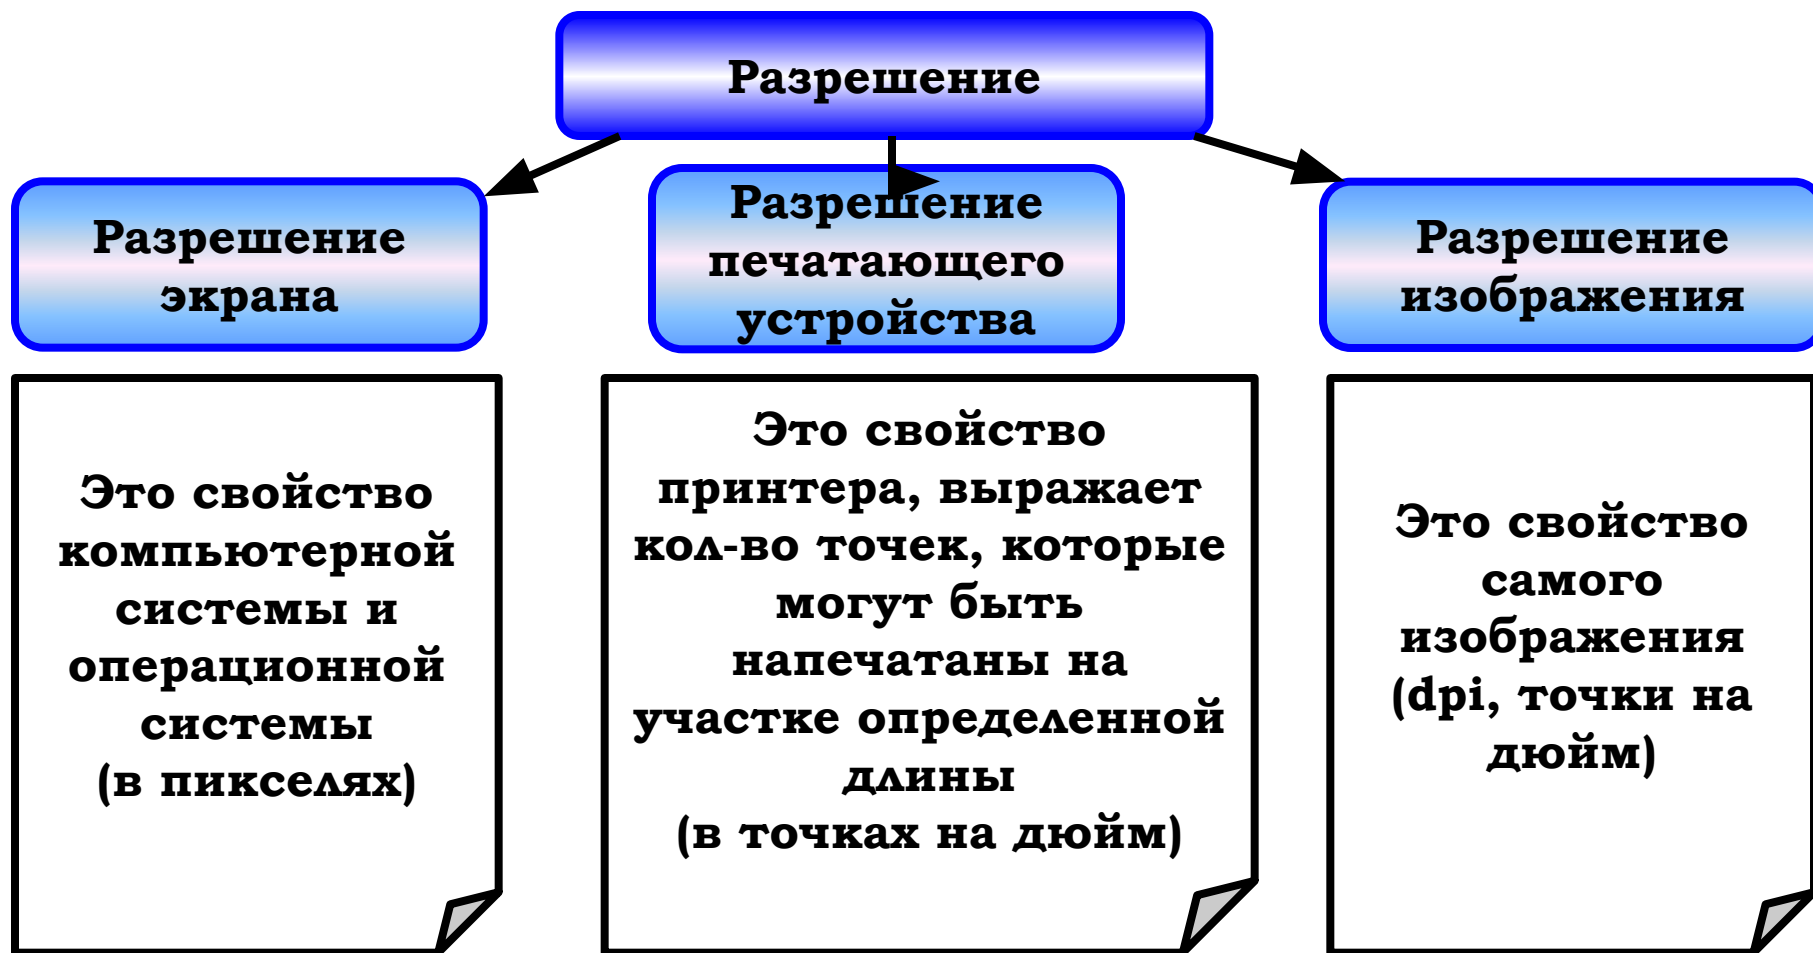 Разрешение
Разрешение
экрана
Разрешение
печатающего
устройства
Разрешение
изображения
Это свойство
компьютерной
системы и
операционной
системы
(в пикселях)
Это свойство
принтера, выражает
кол-во точек, которые
могут быть
напечатаны на
участке определенной
длины
(в точках на дюйм)
Это свойство
самого
изображения
(dpi, точки на
дюйм)